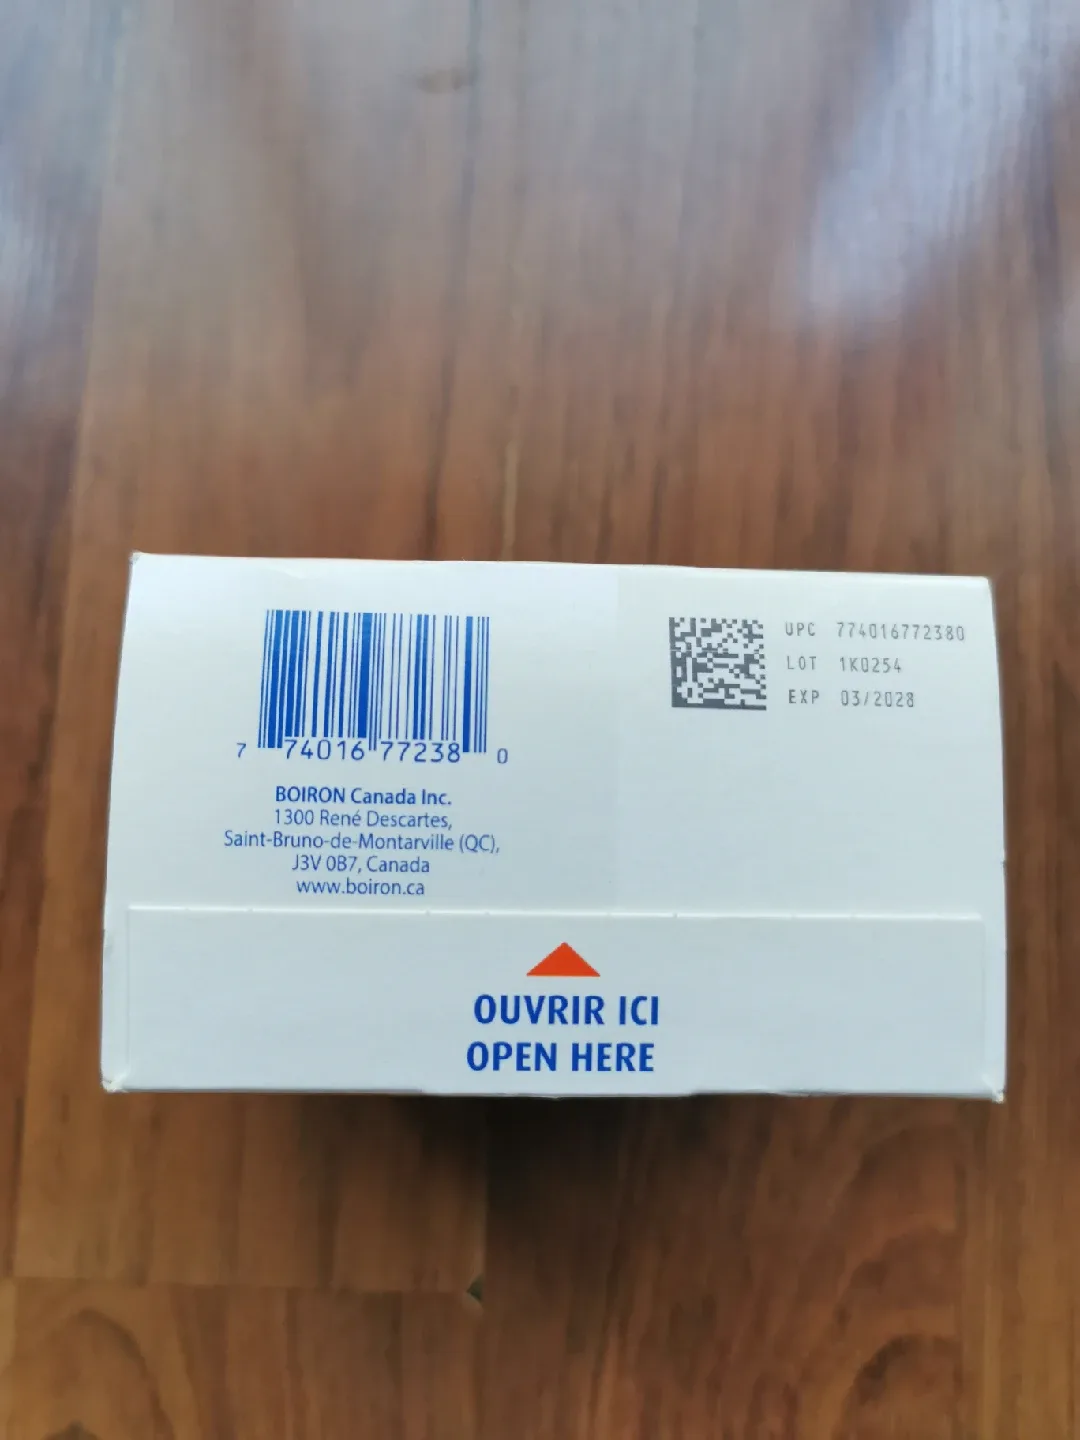 7 74016 77238 0
BOIRON Canada Inc.
1300 René Descartes,
Saint-Bruno-de-Montarville (QC),
J3V 0B7, Canada
www.boiron.ca
UPC 774016772380
LOT 1K0254
EXP 03/2028
OUVRIR ICI
OPEN HERE